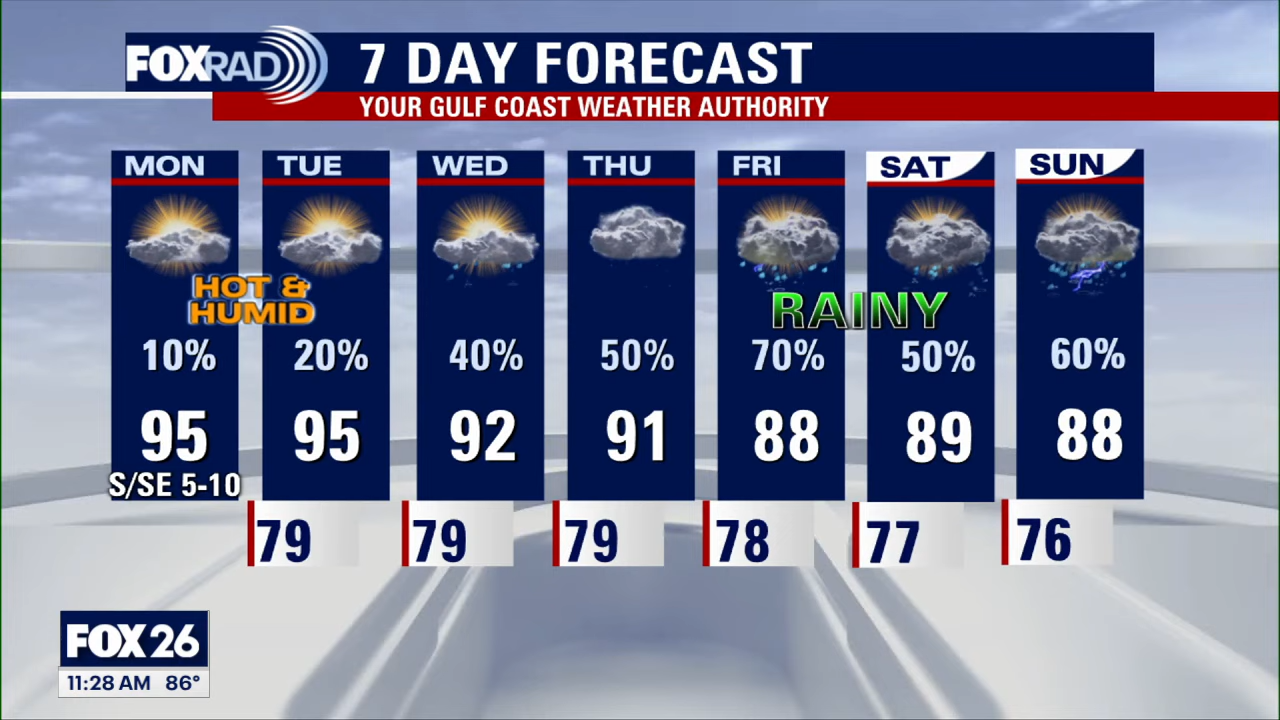 FOXRAD 7 DAY FORECAST
YOUR GULF COAST WEATHER AUTHORITY
MON TUE WED THU FRI SAT SUN
HOT &
HUMID
RAINY
10% 20% 40% 50% 70% 50% 60%
95 95 92 91 88 89 88
S/SE 5-10
79 79 79 78 77 76
FOX 26
11:28 AM 86°